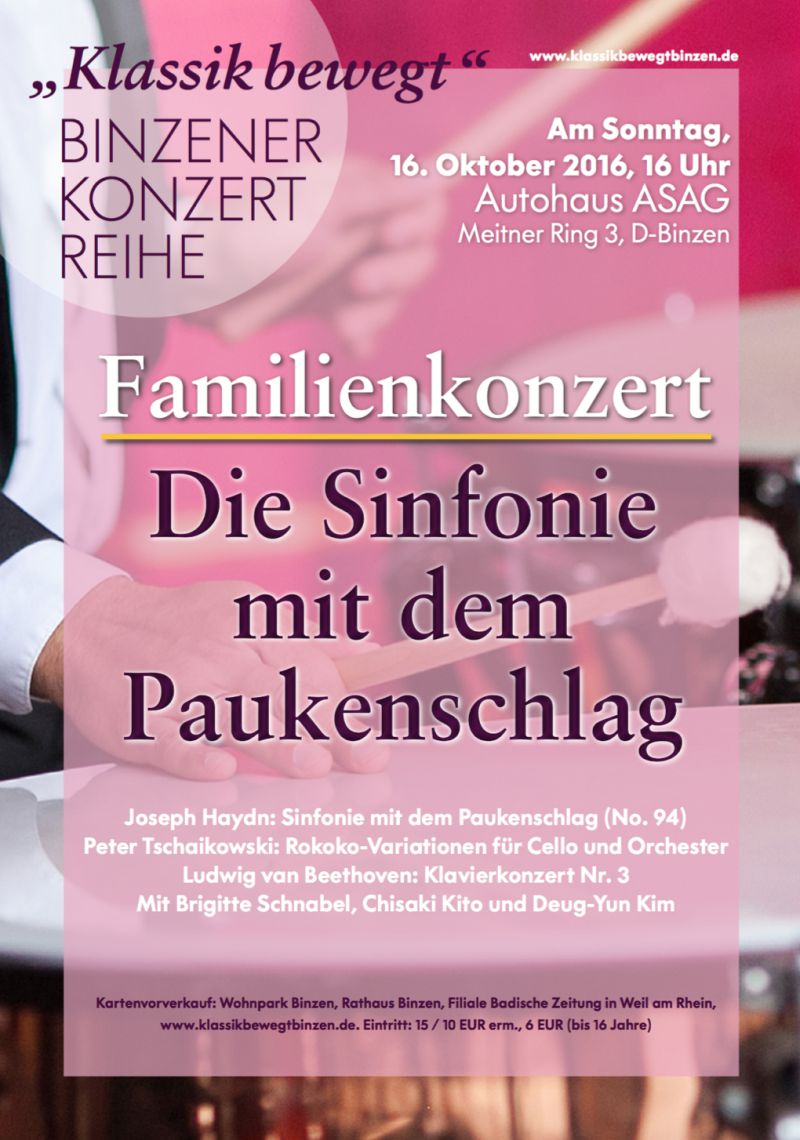 „Klassik bewegt“
BINZENER
KONZERT
REIHE
www.klassikbewegtbinzen.de
Am Sonntag,
16. Oktober 2016, 16 Uhr
Autohaus ASAG
Meitner Ring 3, D-Binzen
Familienkonzert
Die Sinfonie
mit dem
Paukenschlag
Joseph Haydn: Sinfonie mit dem Paukenschlag (No. 94)
Peter Tschaikowski: Rokoko-Variationen für Cello und Orchester
Ludwig van Beethoven: Klavierkonzert Nr. 3
Mit Brigitte Schnabel, Chisaki Kito und Deug-Yun Kim
Kartenvorverkauf: Wohnpark Binzen, Rathaus Binzen, Filiale Badische Zeitung in Weil am Rhein,
www.klassikbewegtbinzen.de. Eintritt: 15 / 10 EUR erm., 6 EUR (bis 16 Jahre)